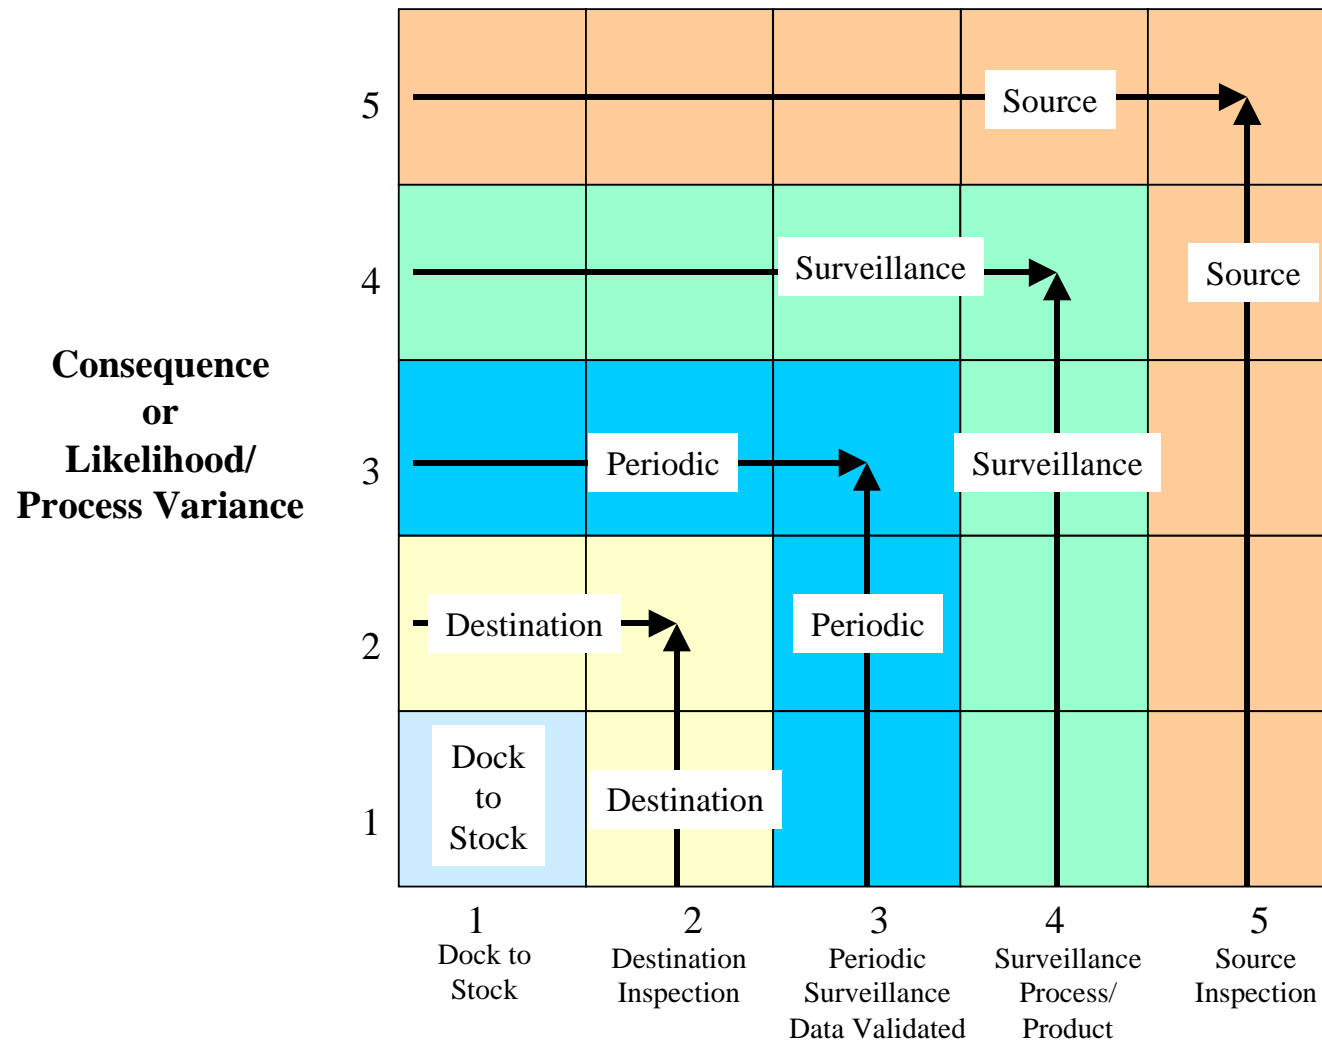 5
Source
4
Surveillance
Source
Consequence
or
Likelihood/
Process Variance
3
Periodic
Surveillance
2
Destination
Periodic
1
Dock
to
Stock
Destination
1
Dock to
Stock
2
Destination
Inspection
3
Periodic
Surveillance
Data Validated
4
Surveillance
Process/
Product
5
Source
Inspection